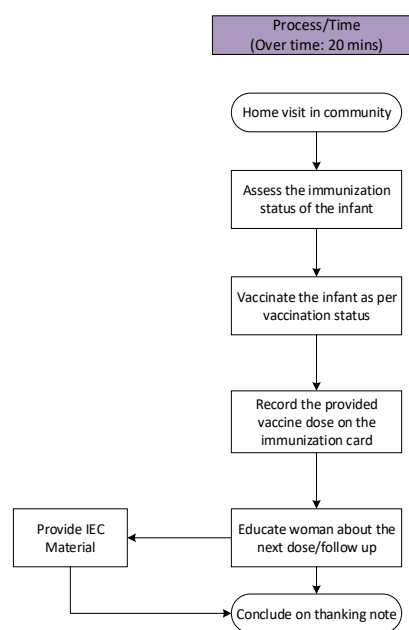 Process/Time
(Over time: 20 mins)
Home visit in community
Assess the immunization
status of the infant
Vaccinate the infant as per
vaccination status
Record the provided
vaccine dose on the
immunization card
Provide IEC
Material
Educate woman about the
next dose/follow up
Conclude on thanking note